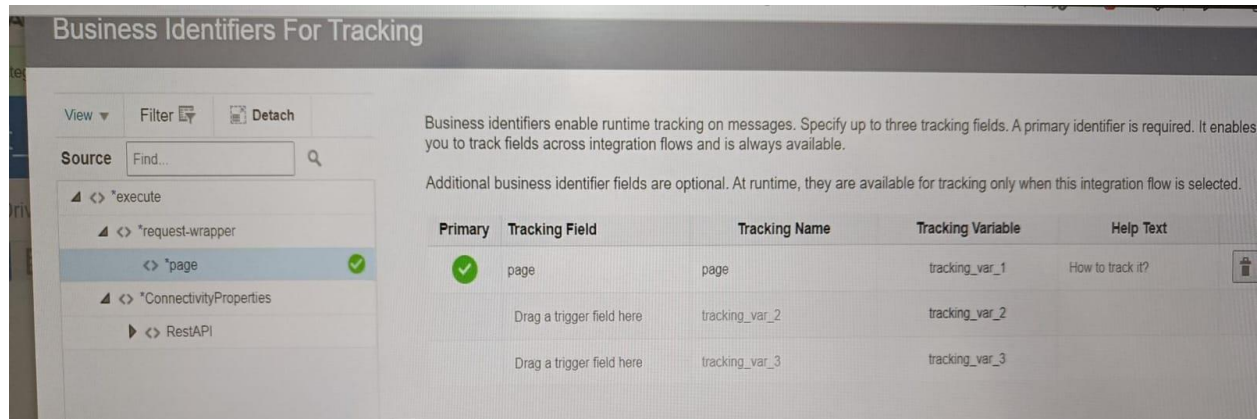 Business Identifiers For Tracking
View Filter Detach
Source Find...
*execute
*request-wrapper
*page
*ConnectivityProperties
RestAPI
Business identifiers enable runtime tracking on messages. Specify up to three tracking fields. A primary identifier is required. It enables
you to track fields across integration flows and is always available.
Additional business identifier fields are optional. At runtime, they are available for tracking only when this integration flow is selected.
Primary Tracking Field Tracking Name Tracking Variable Help Text
page page tracking_var_1 How to track it?
Drag a trigger field here tracking_var_2 tracking_var_2
Drag a trigger field here tracking_var_3 tracking_var_3